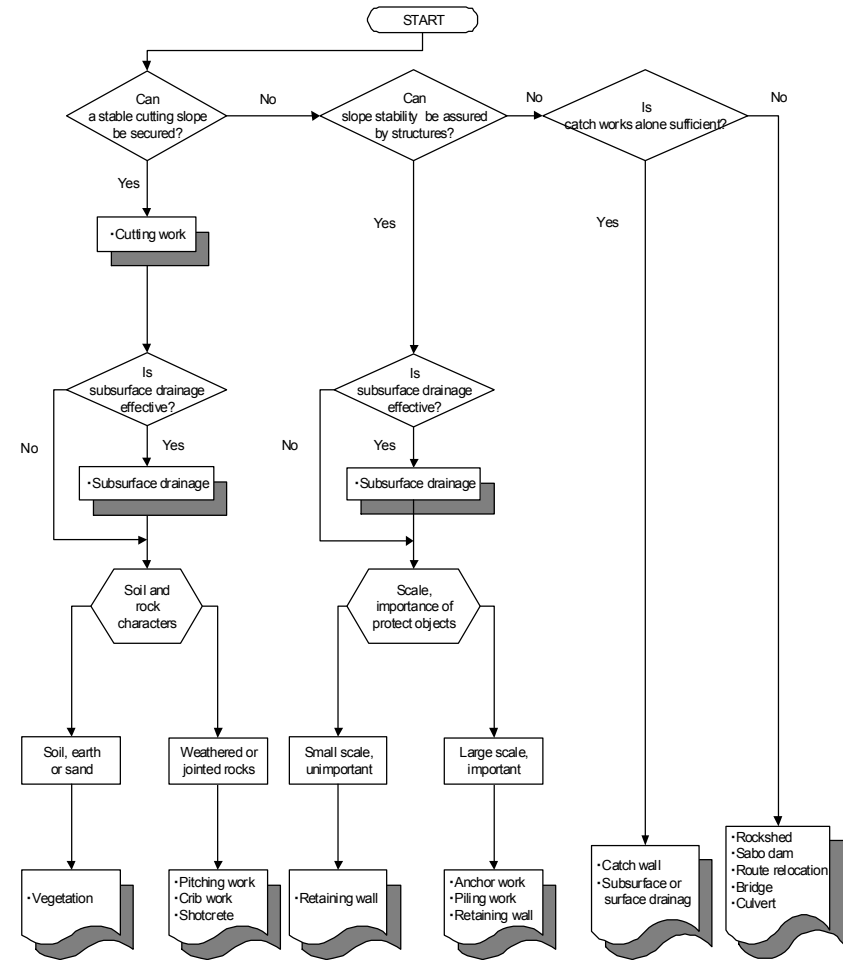 START
Can
a stable cutting slope
be secured?
No
Can
slope stability be assured
by structures?
No
Is
catch works alone sufficient?
No
Yes
Yes
Yes
・Cutting work
Is
subsurface drainage
effective?
Is
subsurface drainage
effective?
No
Yes
No
Yes
・Subsurface drainage
・Subsurface drainage
Soil and
rock
characters
Scale,
importance of
protect objects
Soil, earth
or sand
Weathered or
jointed rocks
Small scale,
unimportant
Large scale,
important
・Vegetation
・Pitching work
・Crib work
・Shotcrete
・Retaining wall
・Anchor work
・Piling work
・Retaining wall
・Catch wall
・Subsurface or
surface drainag
・Rockshed
・Sabo dam
・Route relocation
・Bridge
・Culvert